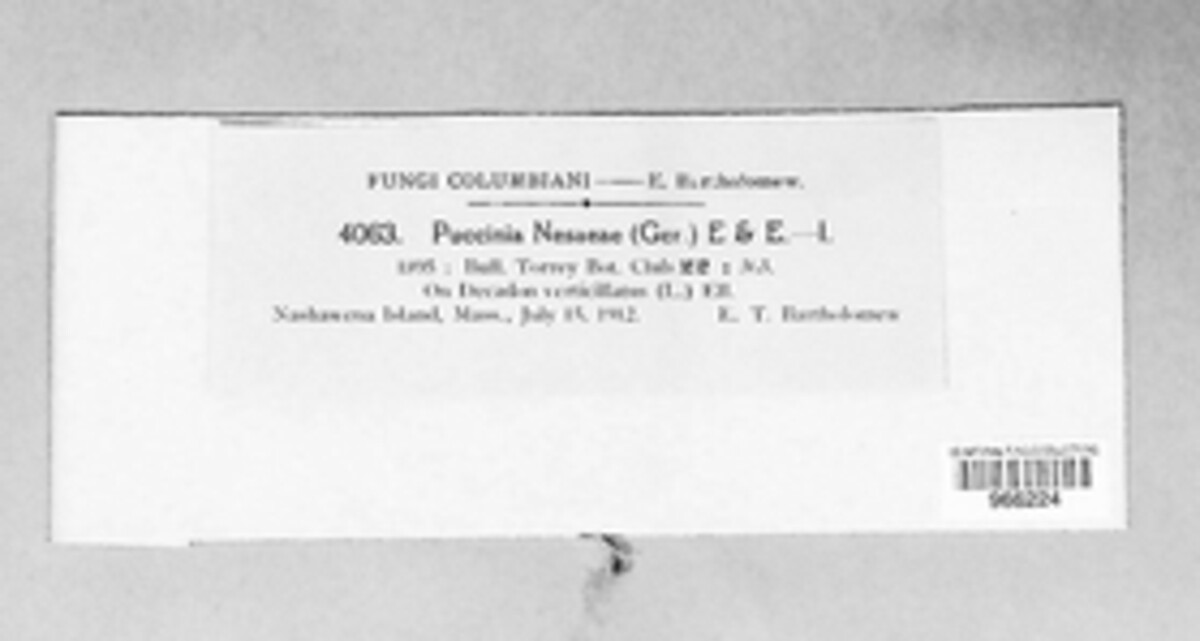 FUNGI COLUMBIANI — E. Bartholomew.
4063. Puccinia Nesaeae (Ger.) E & E.—I.
1895 : Bull. Torrey Bot. Club 22 : 363.
On Decodon verticillatus (L.) Ell.
Nashawena Island, Mass., July 15, 1912. E. T. Bartholomew
966224